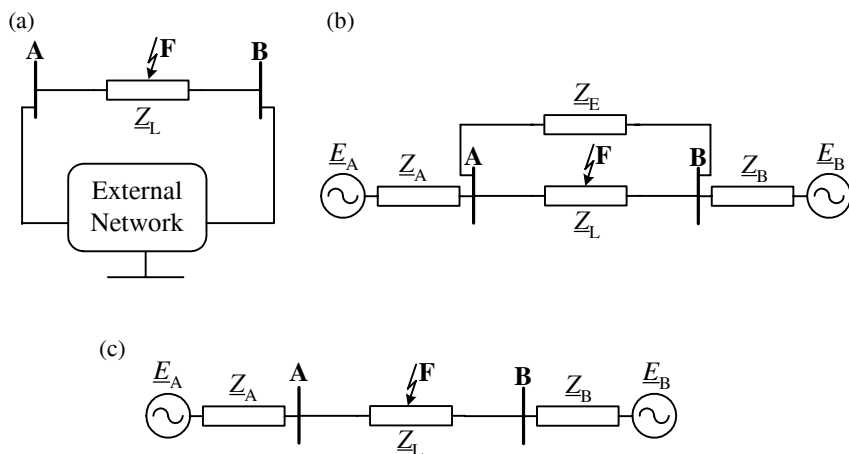 (a)
A
F
B
Z_L
External
Network
(b)
Z_E
E_A
Z_A
A
F
B
Z_B
E_B
Z_L
(c)
E_A
Z_A
A
F
B
Z_B
E_B
Z_L